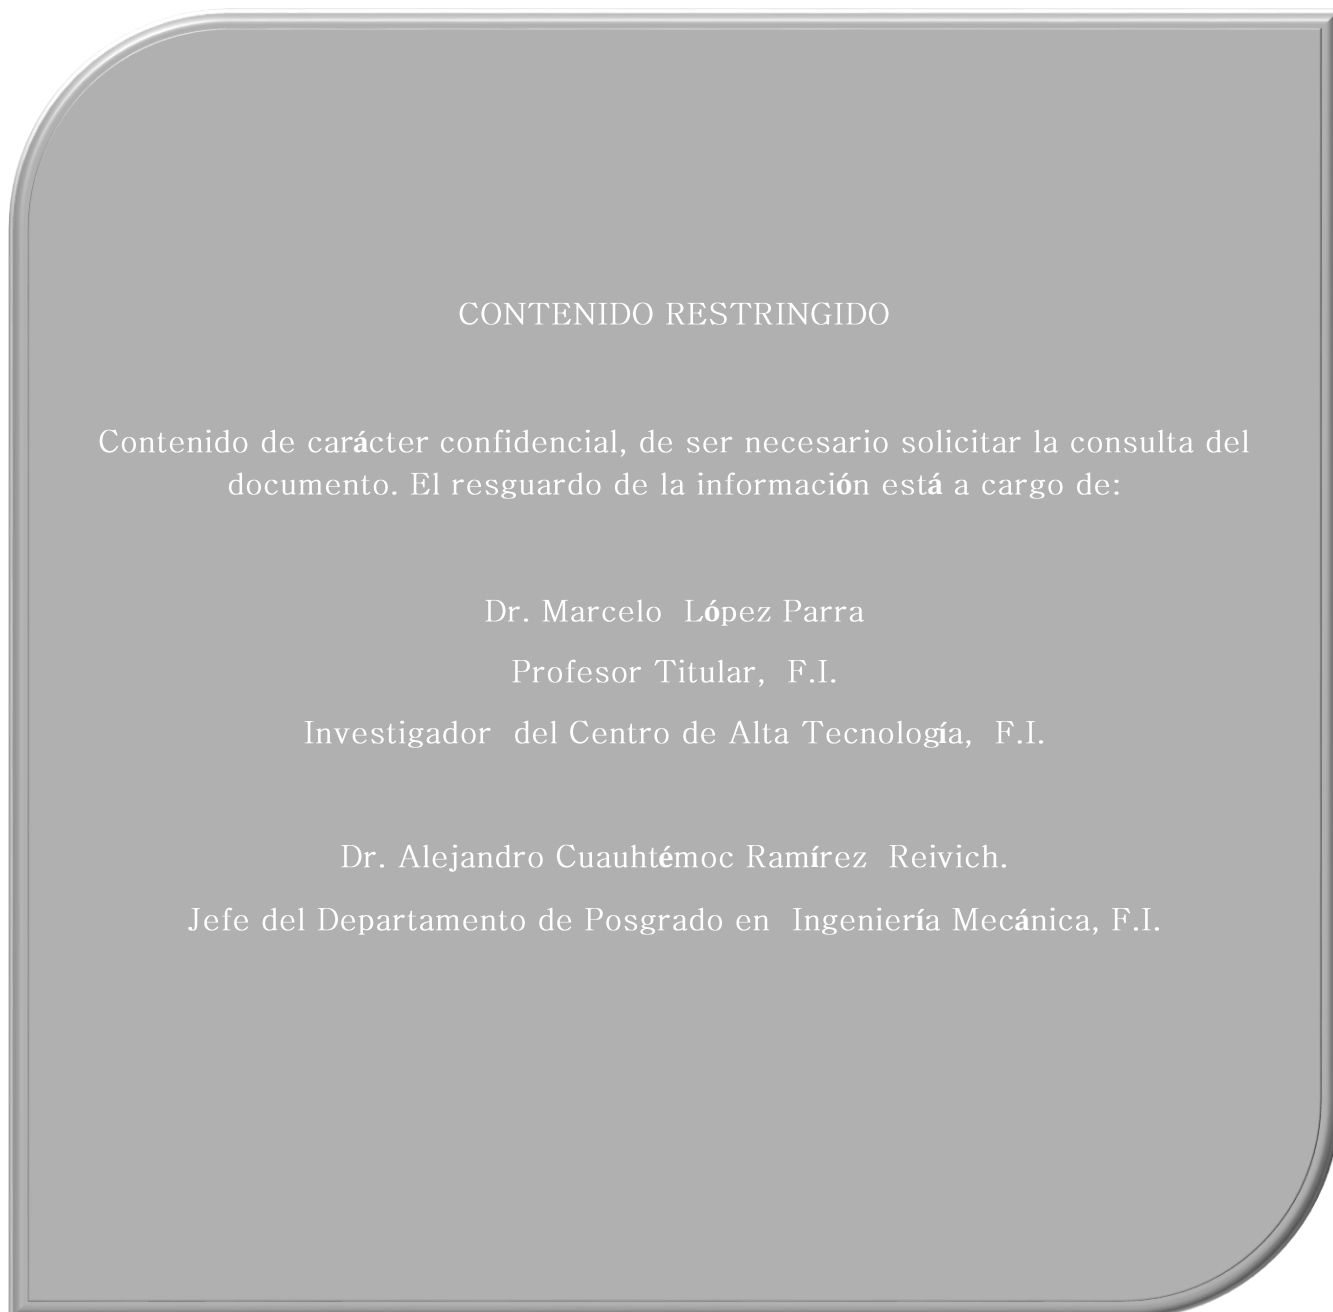 CONTENIDO RESTRINGIDO
Contenido de carácter confidencial, de ser necesario solicitar la consulta del
documento. El resguardo de la información está a cargo de:
Dr. Marcelo  López Parra
Profesor Titular,  F.I.
Investigador  del Centro de Alta Tecnología,  F.I.
Dr. Alejandro Cuauhtémoc Ramírez  Reivich.
Jefe del Departamento de Posgrado en  Ingeniería Mecánica, F.I.